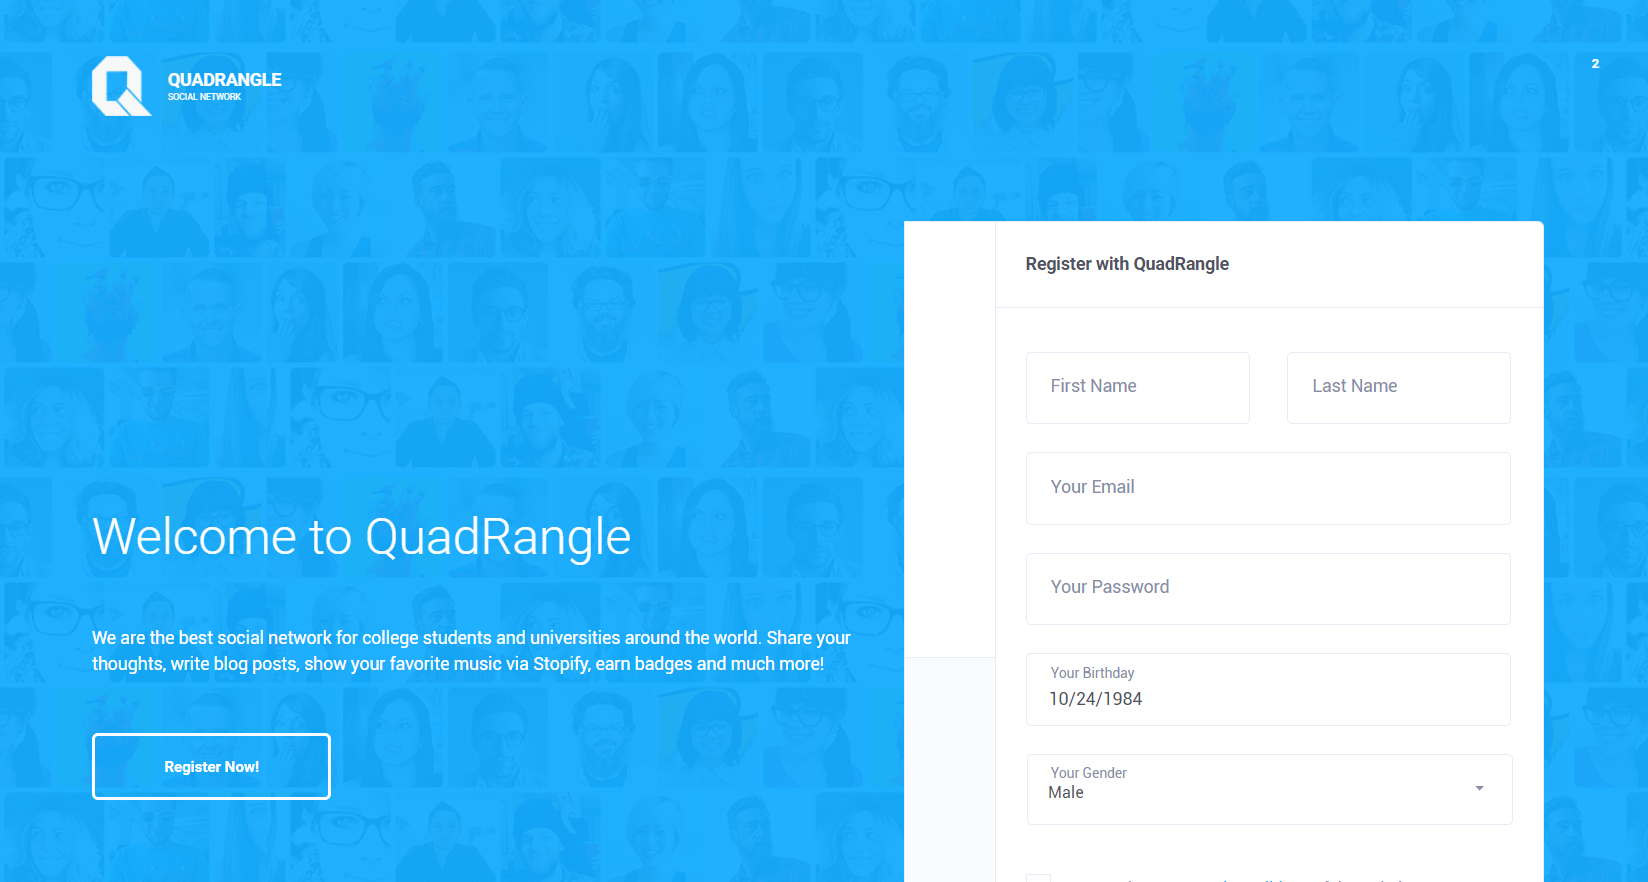 QUADRANGLE
SOCIAL NETWORK
2
Register with QuadRangle
First Name
Last Name
Your Email
Your Password
Your Birthday
10/24/1984
Your Gender
Male
Welcome to QuadRangle
We are the best social network for college students and universities around the world. Share your
thoughts, write blog posts, show your favorite music via Stopify, earn badges and much more!
Register Now!